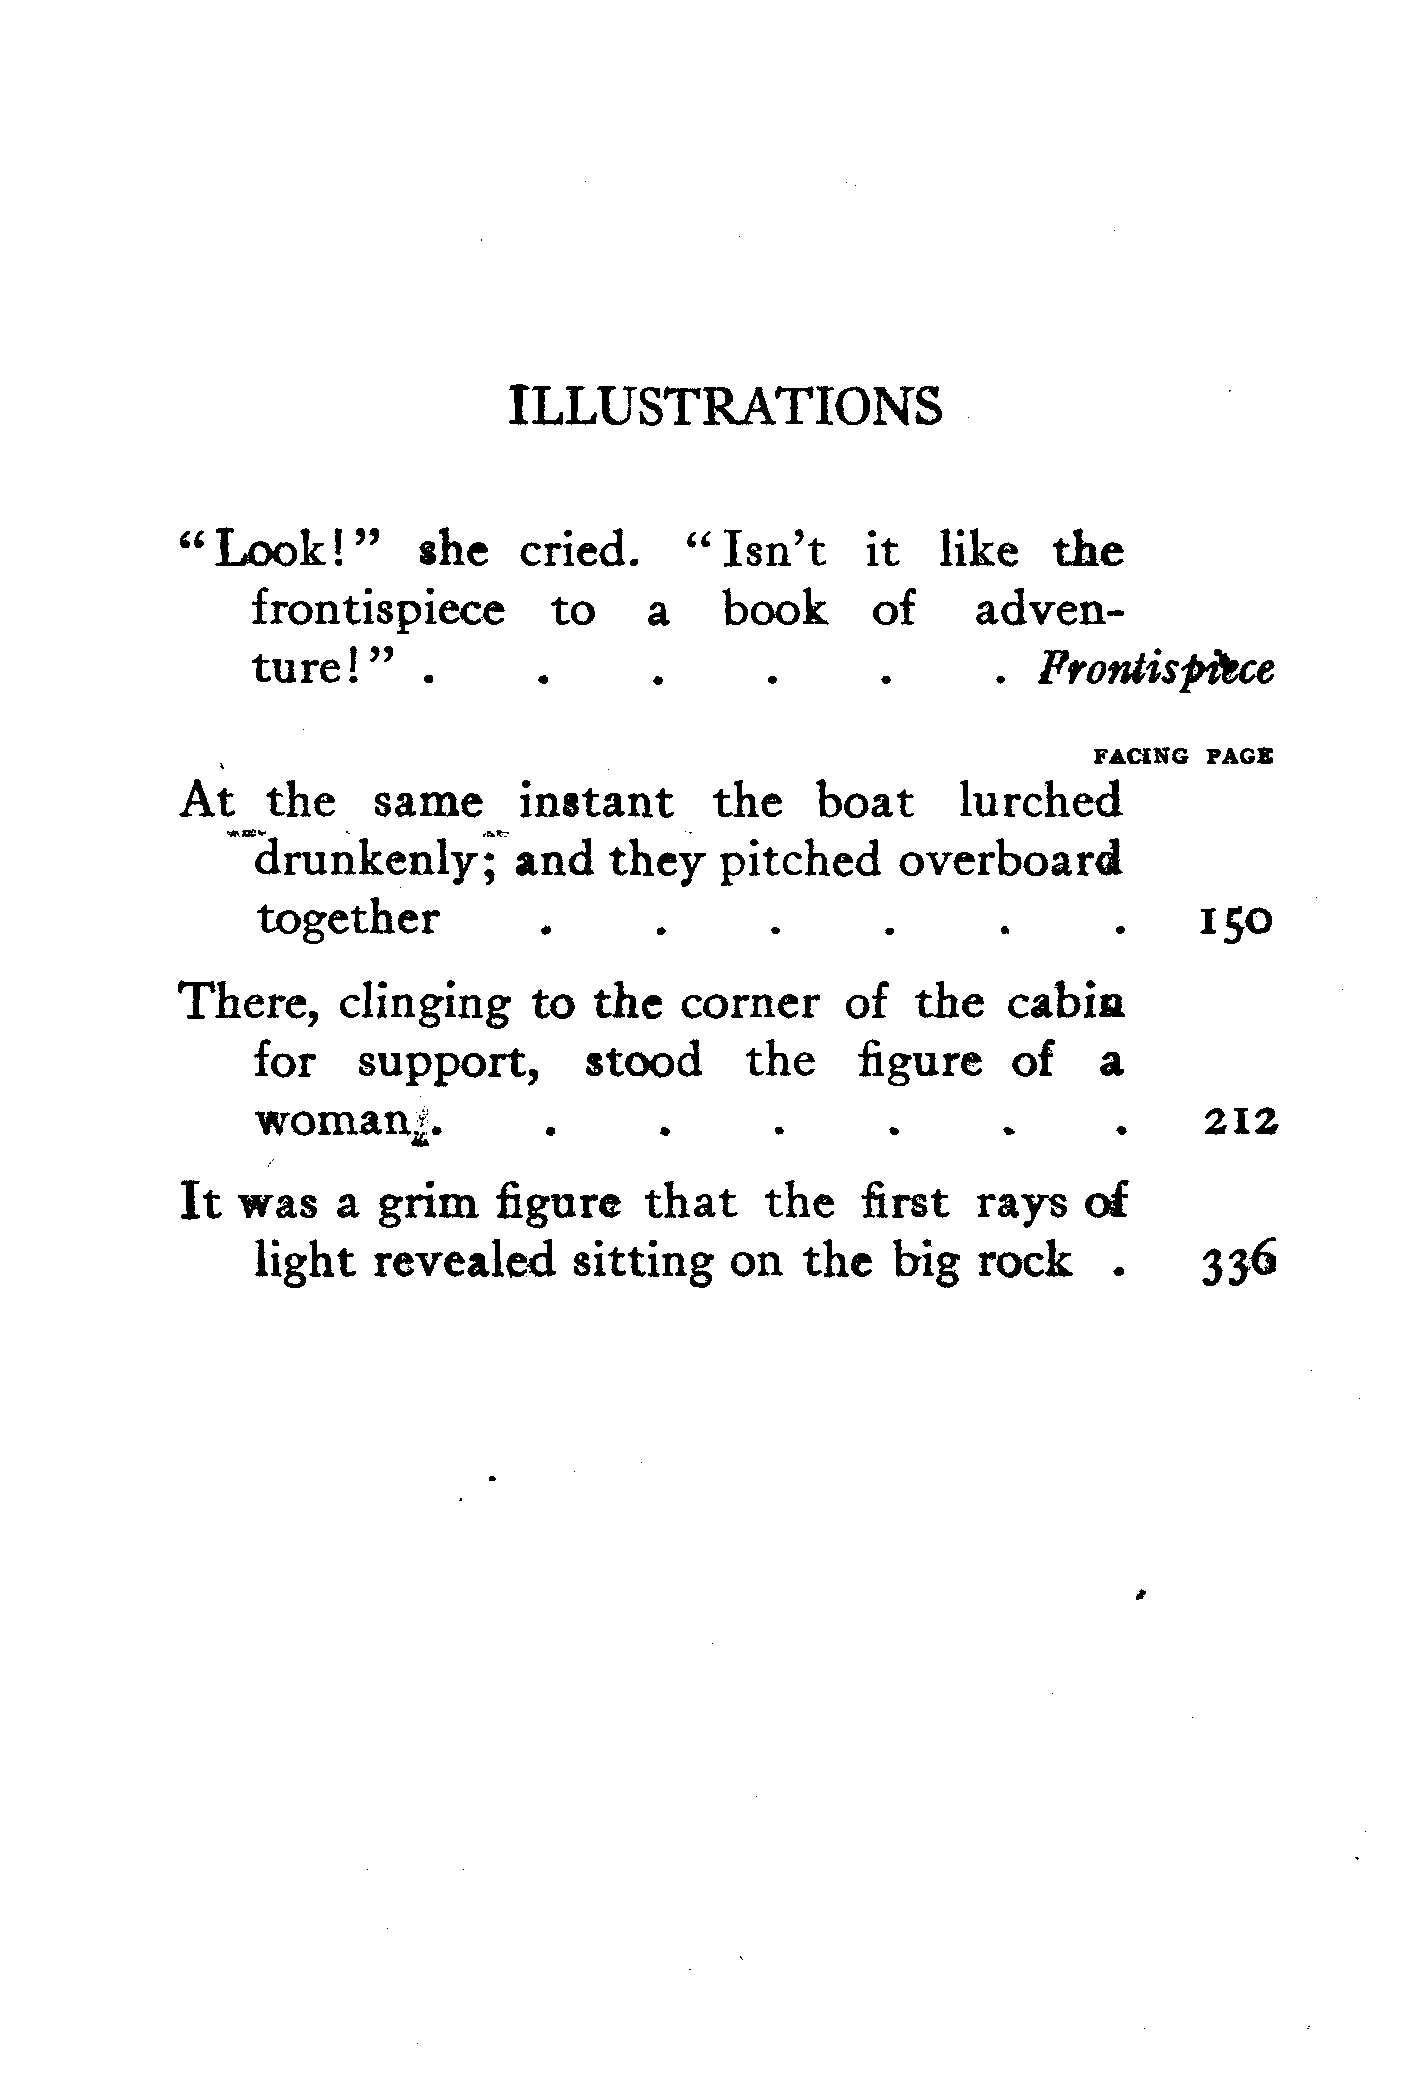 ILLUSTRATIONS
“Look!” she cried. “Isn’t it like the
frontispiece to a book of adven-
ture!” . . . . . . Frontispiece
FACING PAGE
At the same instant the boat lurched
drunkenly; and they pitched overboard
together . . . . . . 150
There, clinging to the corner of the cabin
for support, stood the figure of a
woman . . . . . . . 212
It was a grim figure that the first rays of
light revealed sitting on the big rock . 336